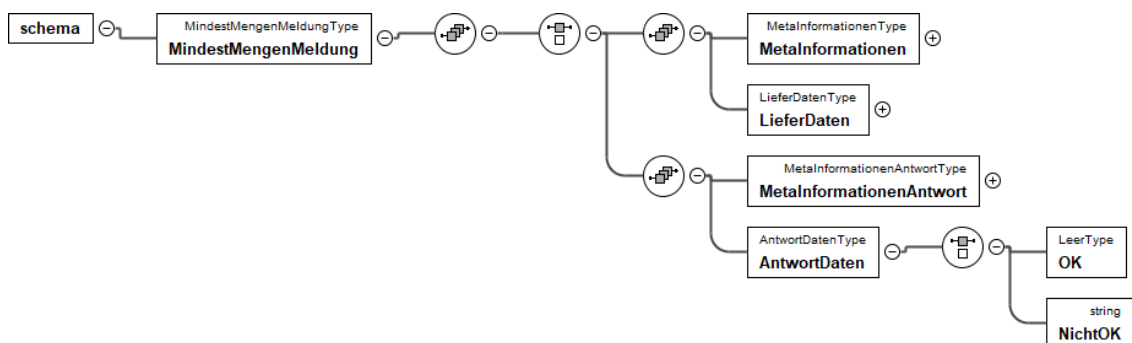 schema
MindestMengenMeldungType
MindestMengenMeldung
MetaInformationenType
MetaInformationen
LieferDatenType
LieferDaten
MetaInformationenAntwortType
MetaInformationenAntwort
AntwortDatenType
AntwortDaten
LeerType
OK
string
NichtOK